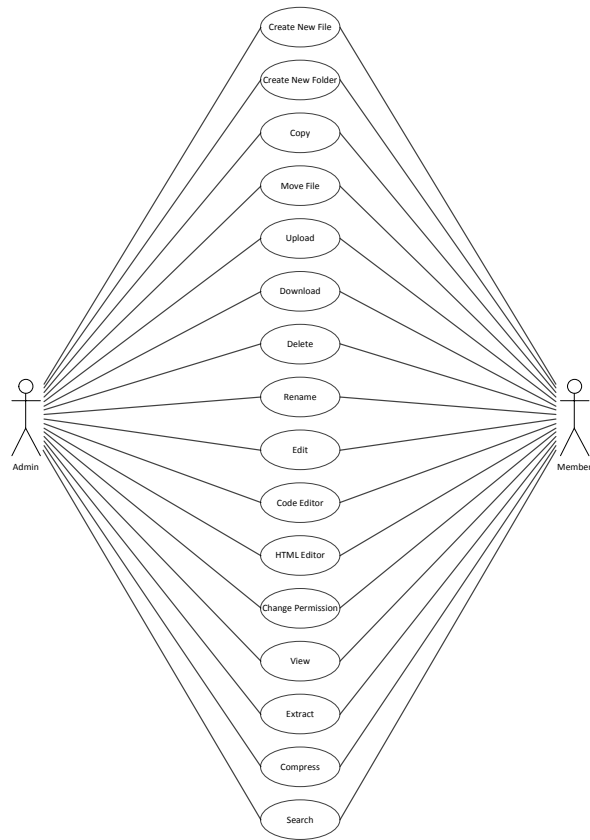 Create New File
Create New Folder
Copy
Move File
Upload
Download
Delete
Rename
Edit
Admin
Member
Code Editor
HTML Editor
Change Permission
View
Extract
Compress
Search